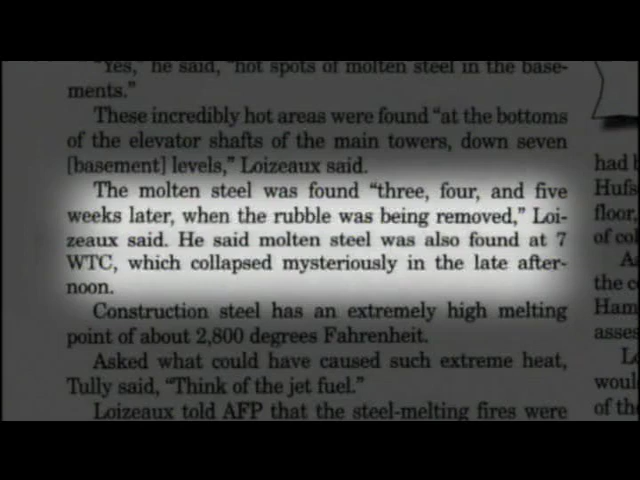 "Yes," he said, "hot spots of molten steel in the base-
ments."
These incredibly hot areas were found "at the bottoms
of the elevator shafts of the main towers, down seven
[basement] levels," Loizeaux said.
The molten steel was found "three, four, and five
weeks later, when the rubble was being removed," Loi-
zeaux said. He said molten steel was also found at 7
WTC, which collapsed mysteriously in the late after-
noon.
Construction steel has an extremely high melting
point of about 2,800 degrees Fahrenheit.
Asked what could have caused such extreme heat,
Tully said, "Think of the jet fuel."
Loizeaux told AFP that the steel-melting fires were
had
Hufs
floor,
of col
the c
Ham
asses
woul
of th